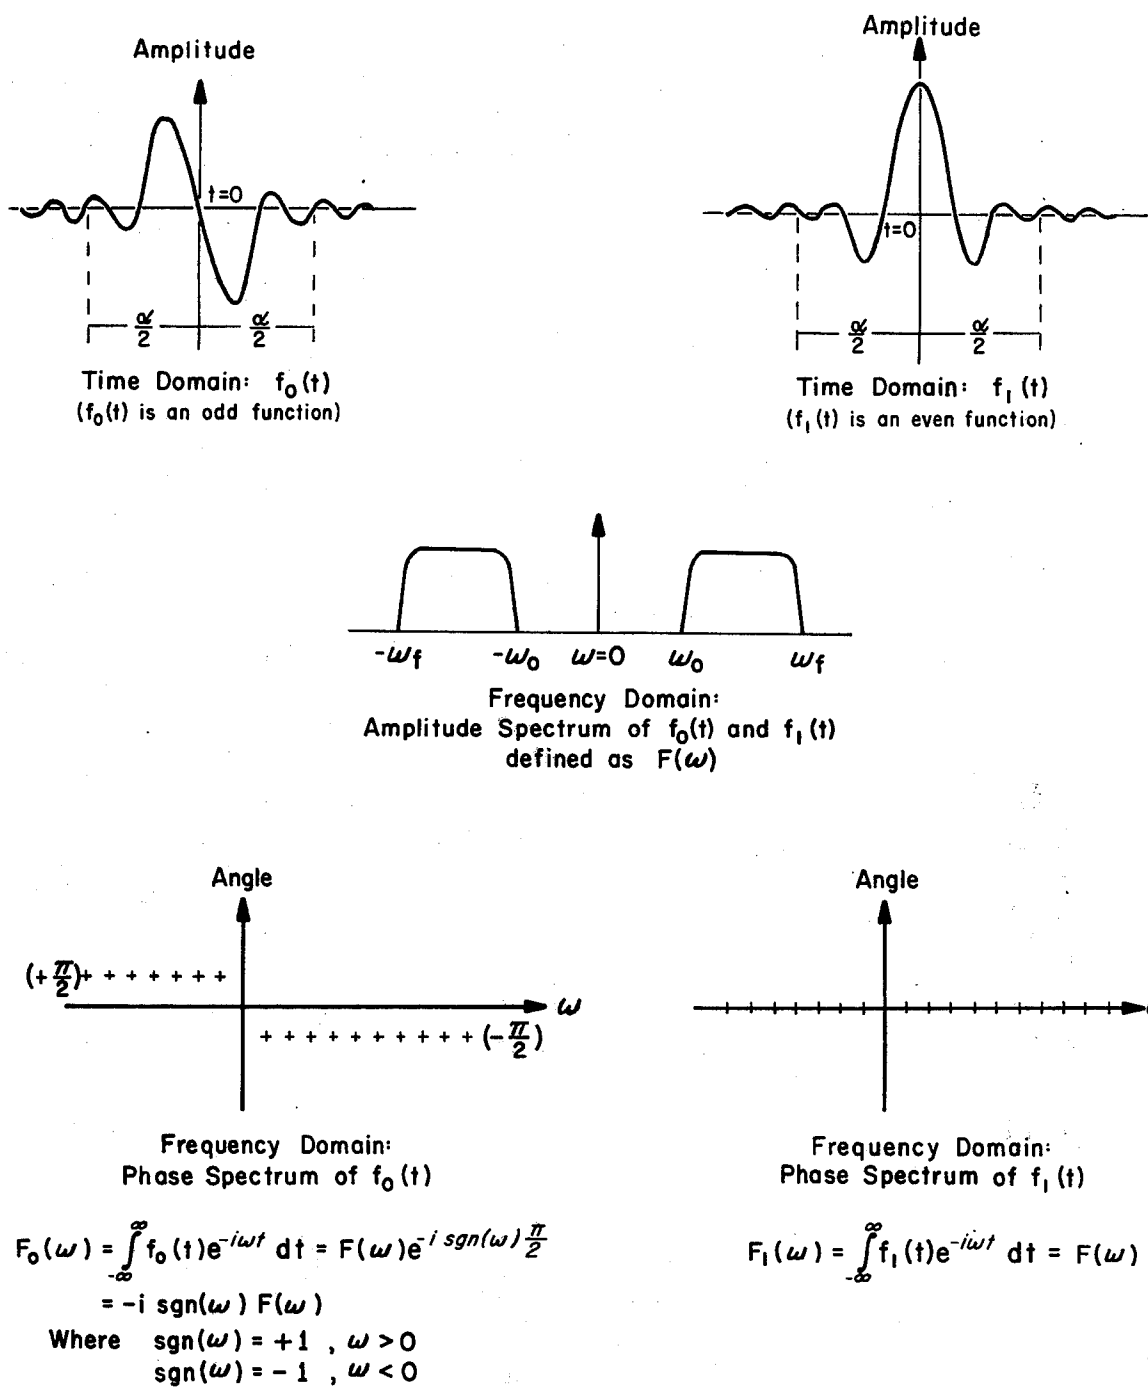 Amplitude
t=0
α/2 α/2
Time Domain: f₀(t)
(f₀(t) is an odd function)
Amplitude
t=0
α/2 α/2
Time Domain: f₁(t)
(f₁(t) is an even function)
-ω_f -ω₀ ω=0 ω₀ ω_f
Frequency Domain:
Amplitude Spectrum of f₀(t) and f₁(t)
defined as F(ω)
Angle
(+π/2)
ω
(-π/2)
Frequency Domain:
Phase Spectrum of f₀(t)
F₀(ω) = ∫_{-∞}^{∞} f₀(t)e^{-iωt} dt = F(ω)e^{-i sgn(ω) π/2}
= -i sgn(ω) F(ω)
Where sgn(ω) = +1 , ω > 0
sgn(ω) = -1 , ω < 0
Angle
Frequency Domain:
Phase Spectrum of f₁(t)
F₁(ω) = ∫_{-∞}^{∞} f₁(t)e^{-iωt} dt = F(ω)